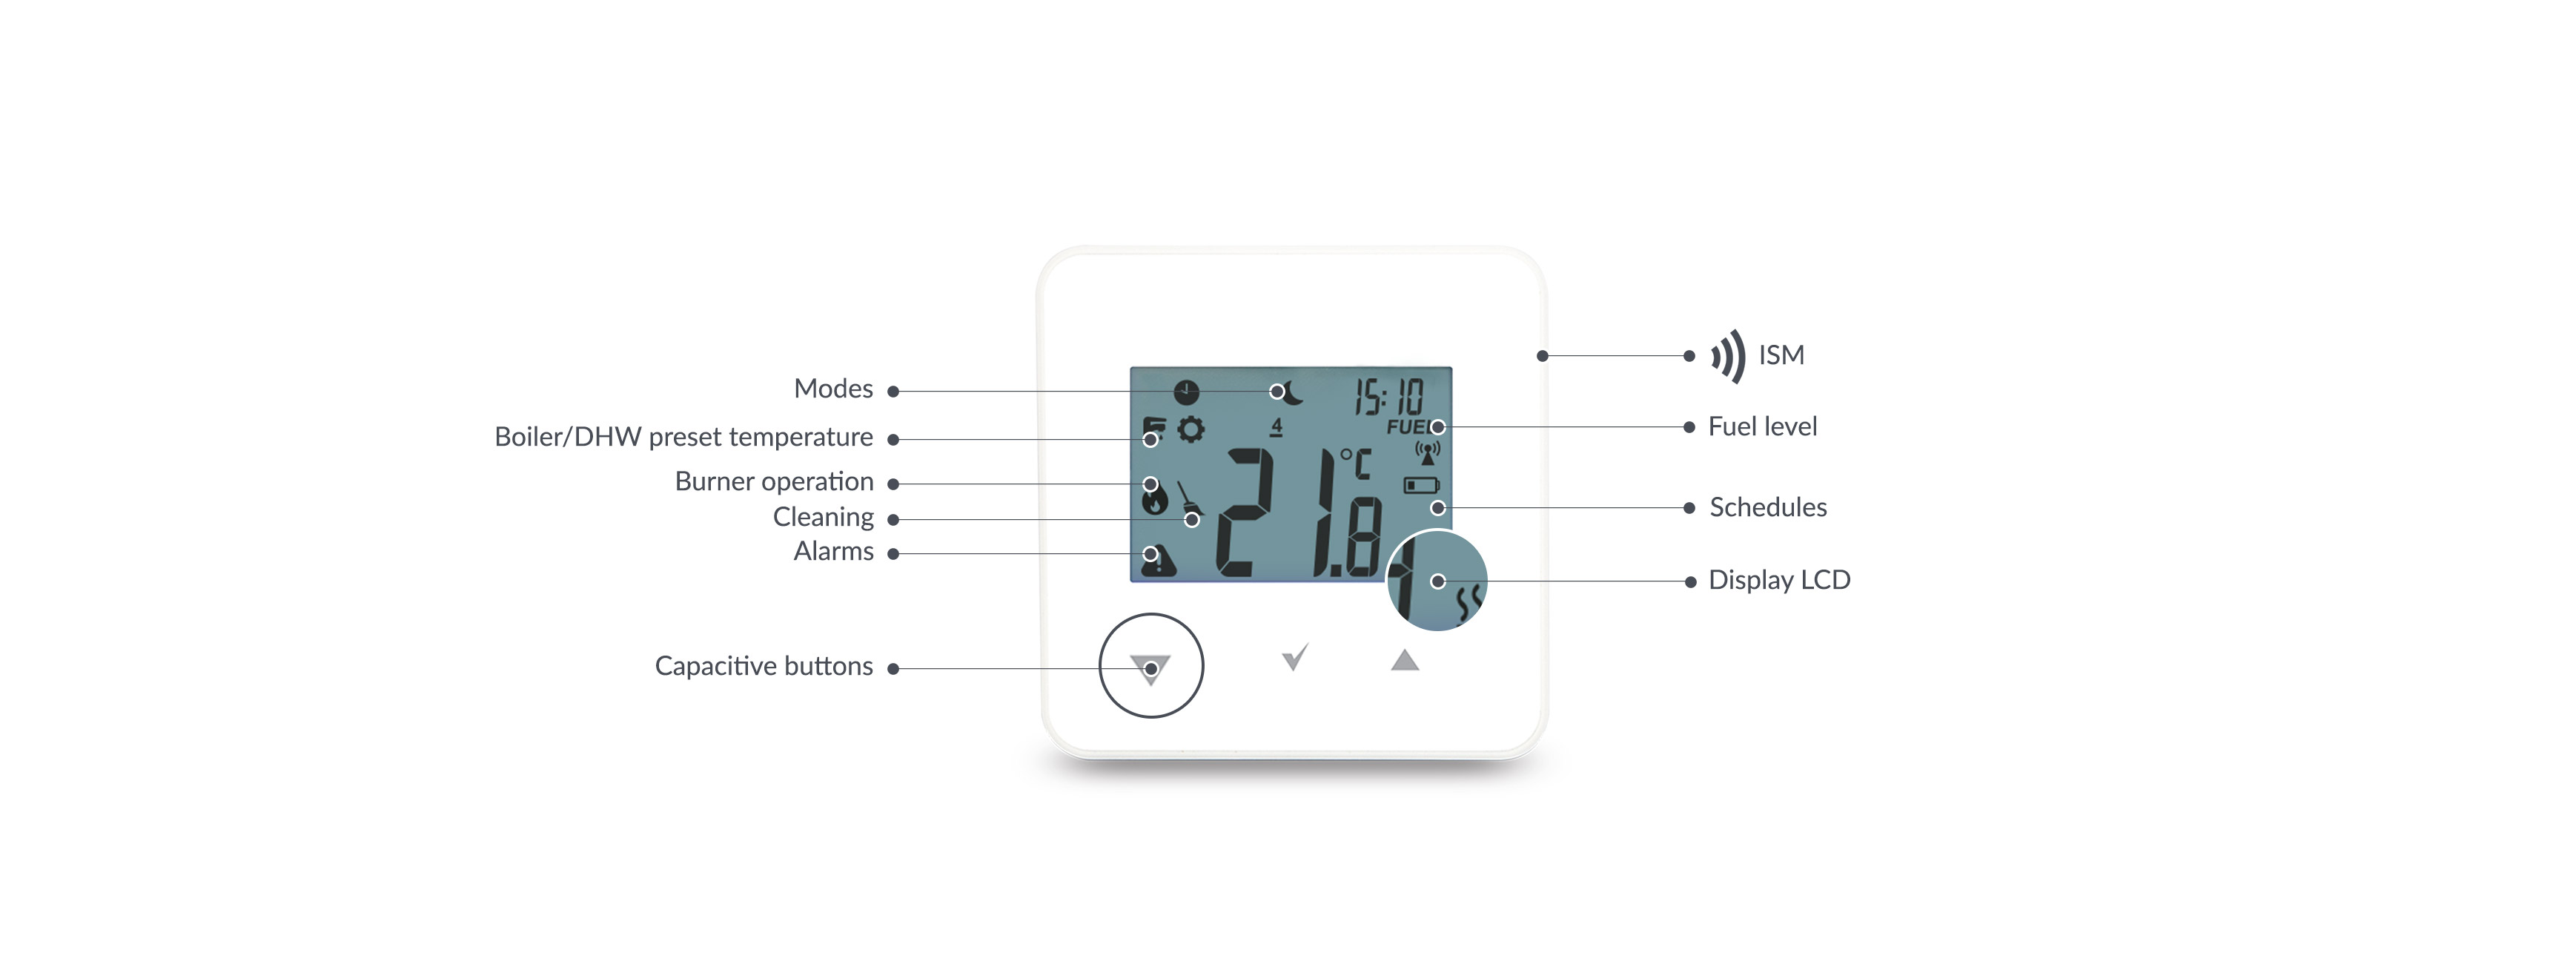 Modes
Boiler/DHW preset temperature
Burner operation
Cleaning
Alarms
Capacitive buttons
15:10
FUEL
4
21.8 °C
ISM
Fuel level
Schedules
Display LCD